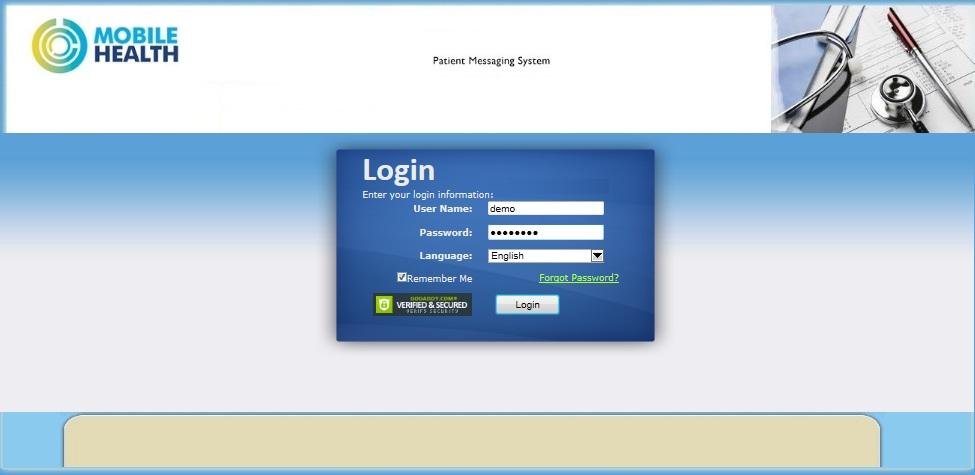 MOBILE
HEALTH
Patient Messaging System
Login
Enter your login information:
User Name: demo
Password: ●●●●●●●●
Language: English
Remember Me Forgot Password?
GODADDY.COM®
VERIFIED & SECURED
VERIFY SECURITY
Login